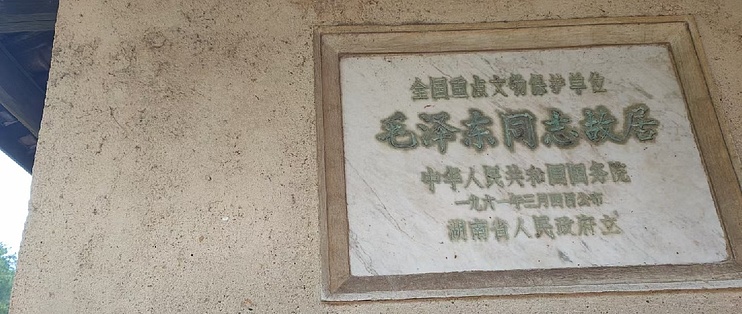 全国重点文物保护单位
毛泽东同志故居
中华人民共和国国务院
一九六一年三月四日公布
湖南省人民政府立